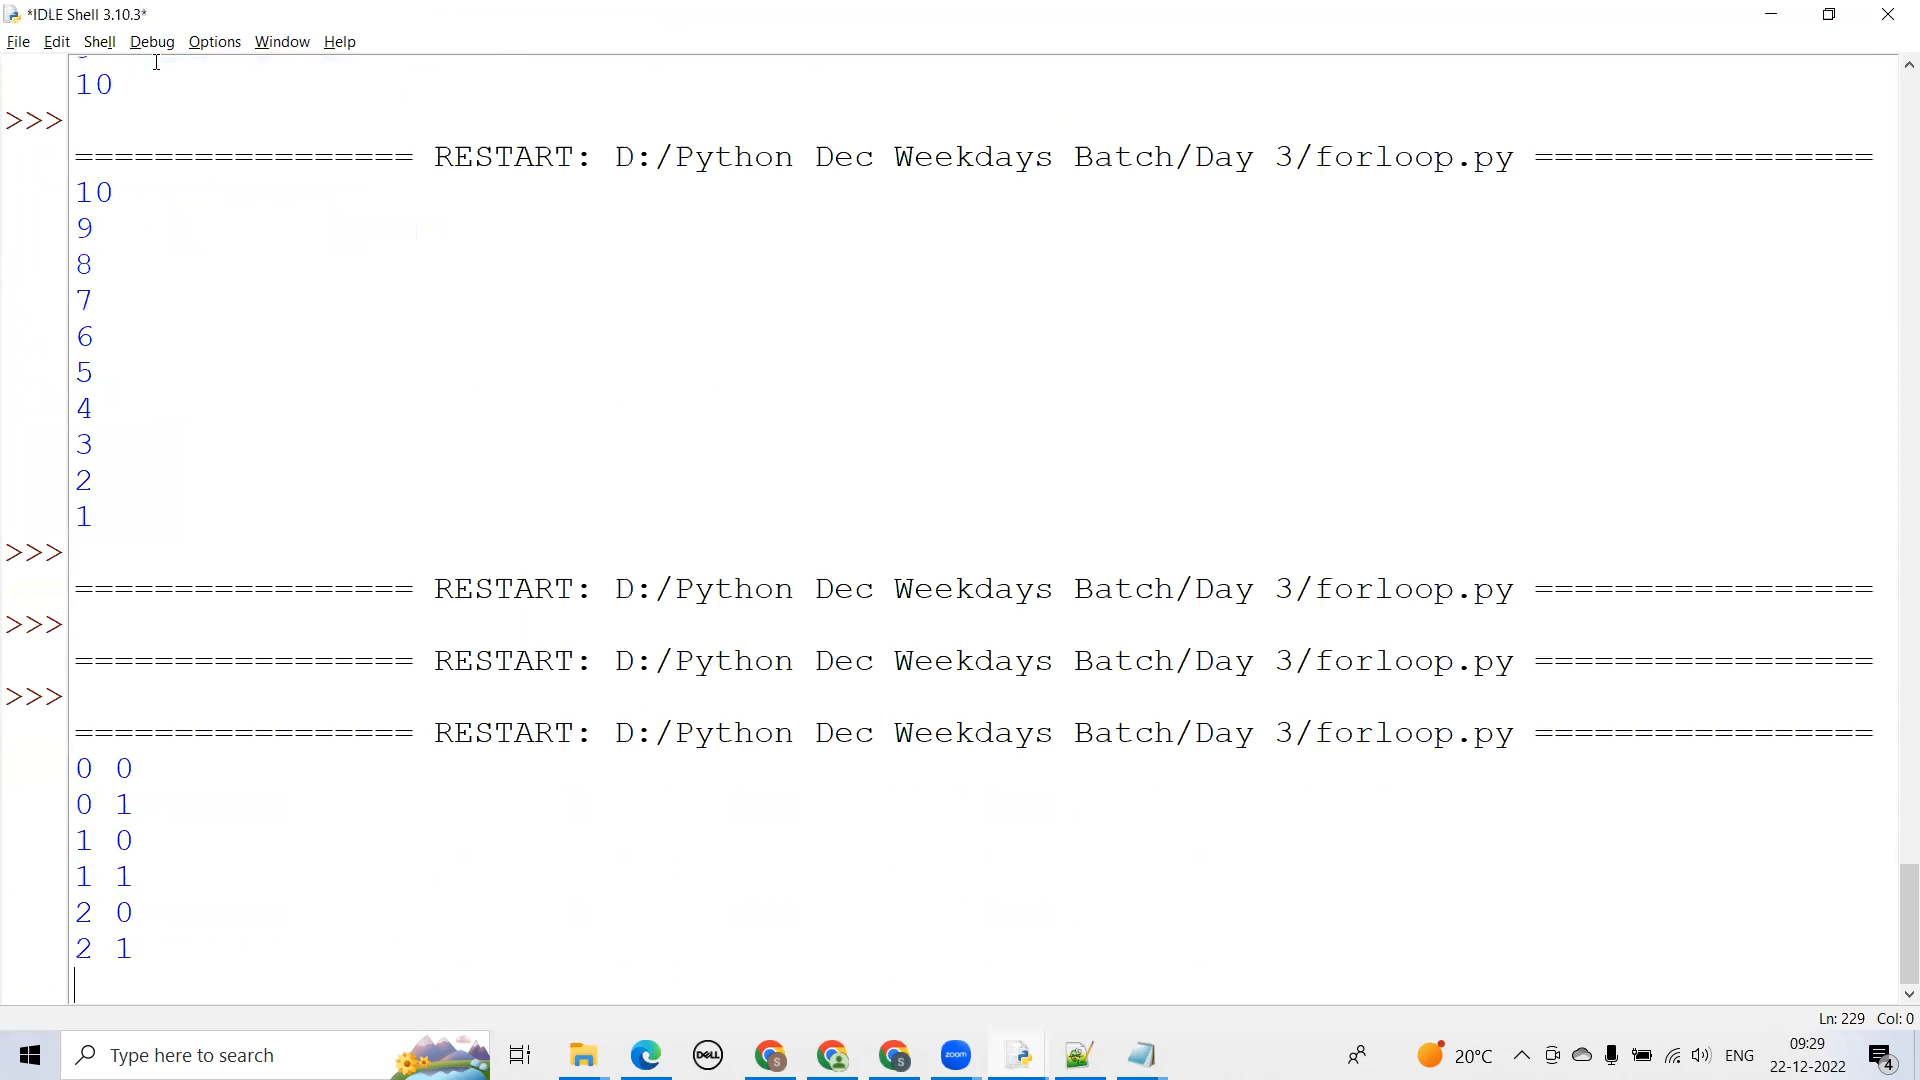 *IDLE Shell 3.10.3*
File Edit Shell Debug Options Window Help
10
>>>
================= RESTART: D:/Python Dec Weekdays Batch/Day 3/forloop.py =================
10
9
8
7
6
5
4
3
2
1
>>>
================= RESTART: D:/Python Dec Weekdays Batch/Day 3/forloop.py =================
>>>
================= RESTART: D:/Python Dec Weekdays Batch/Day 3/forloop.py =================
>>>
================= RESTART: D:/Python Dec Weekdays Batch/Day 3/forloop.py =================
0 0
0 1
1 0
1 1
2 0
2 1
Ln: 229 Col: 0
Type here to search
DELL
S
S
zoom
20°C
ENG
09:29
22-12-2022
4